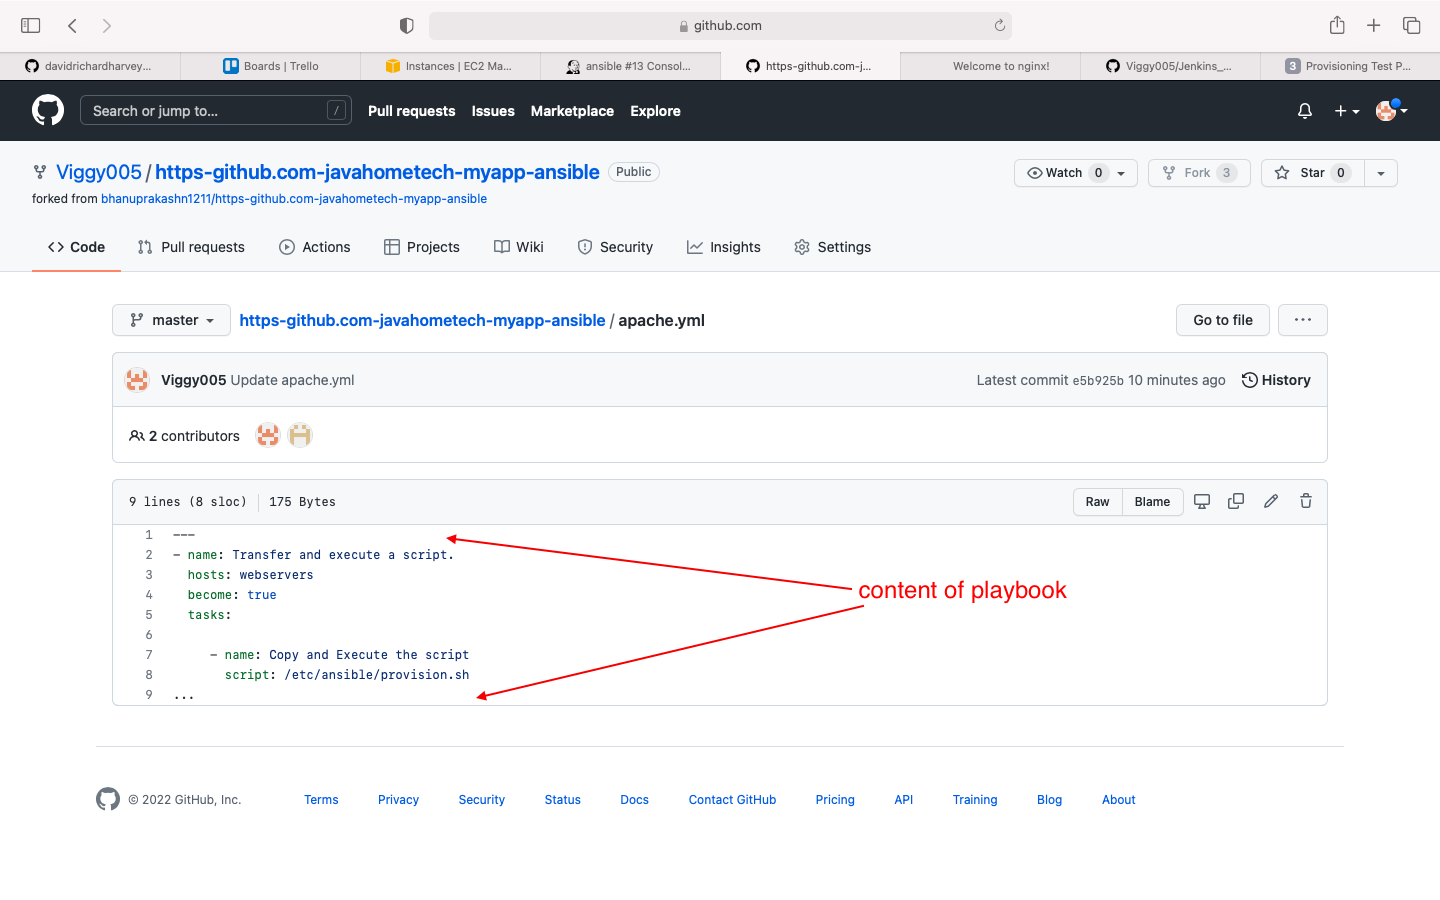 github.com
davidrichardharvey...
Boards | Trello
Instances | EC2 Ma...
ansible #13 Consol...
https-github.com-j...
Welcome to nginx!
Viggy005/Jenkins_...
3 Provisioning Test P...
Search or jump to... /
Pull requests Issues Marketplace Explore
Viggy005 / https-github.com-javahometech-myapp-ansible Public
Watch 0 Fork 3 Star 0
forked from bhanuprakashn1211/https-github.com-javahometech-myapp-ansible
Code Pull requests Actions Projects Wiki Security Insights Settings
master https-github.com-javahometech-myapp-ansible / apache.yml Go to file ...
Viggy005 Update apache.yml Latest commit e5b925b 10 minutes ago History
2 contributors
9 lines (8 sloc) 175 Bytes Raw Blame
1 ---
2 - name: Transfer and execute a script.
3 hosts: webservers
4 become: true
5 tasks:
6
7 - name: Copy and Execute the script
8 script: /etc/ansible/provision.sh
9 ...
content of playbook
© 2022 GitHub, Inc. Terms Privacy Security Status Docs Contact GitHub Pricing API Training Blog About